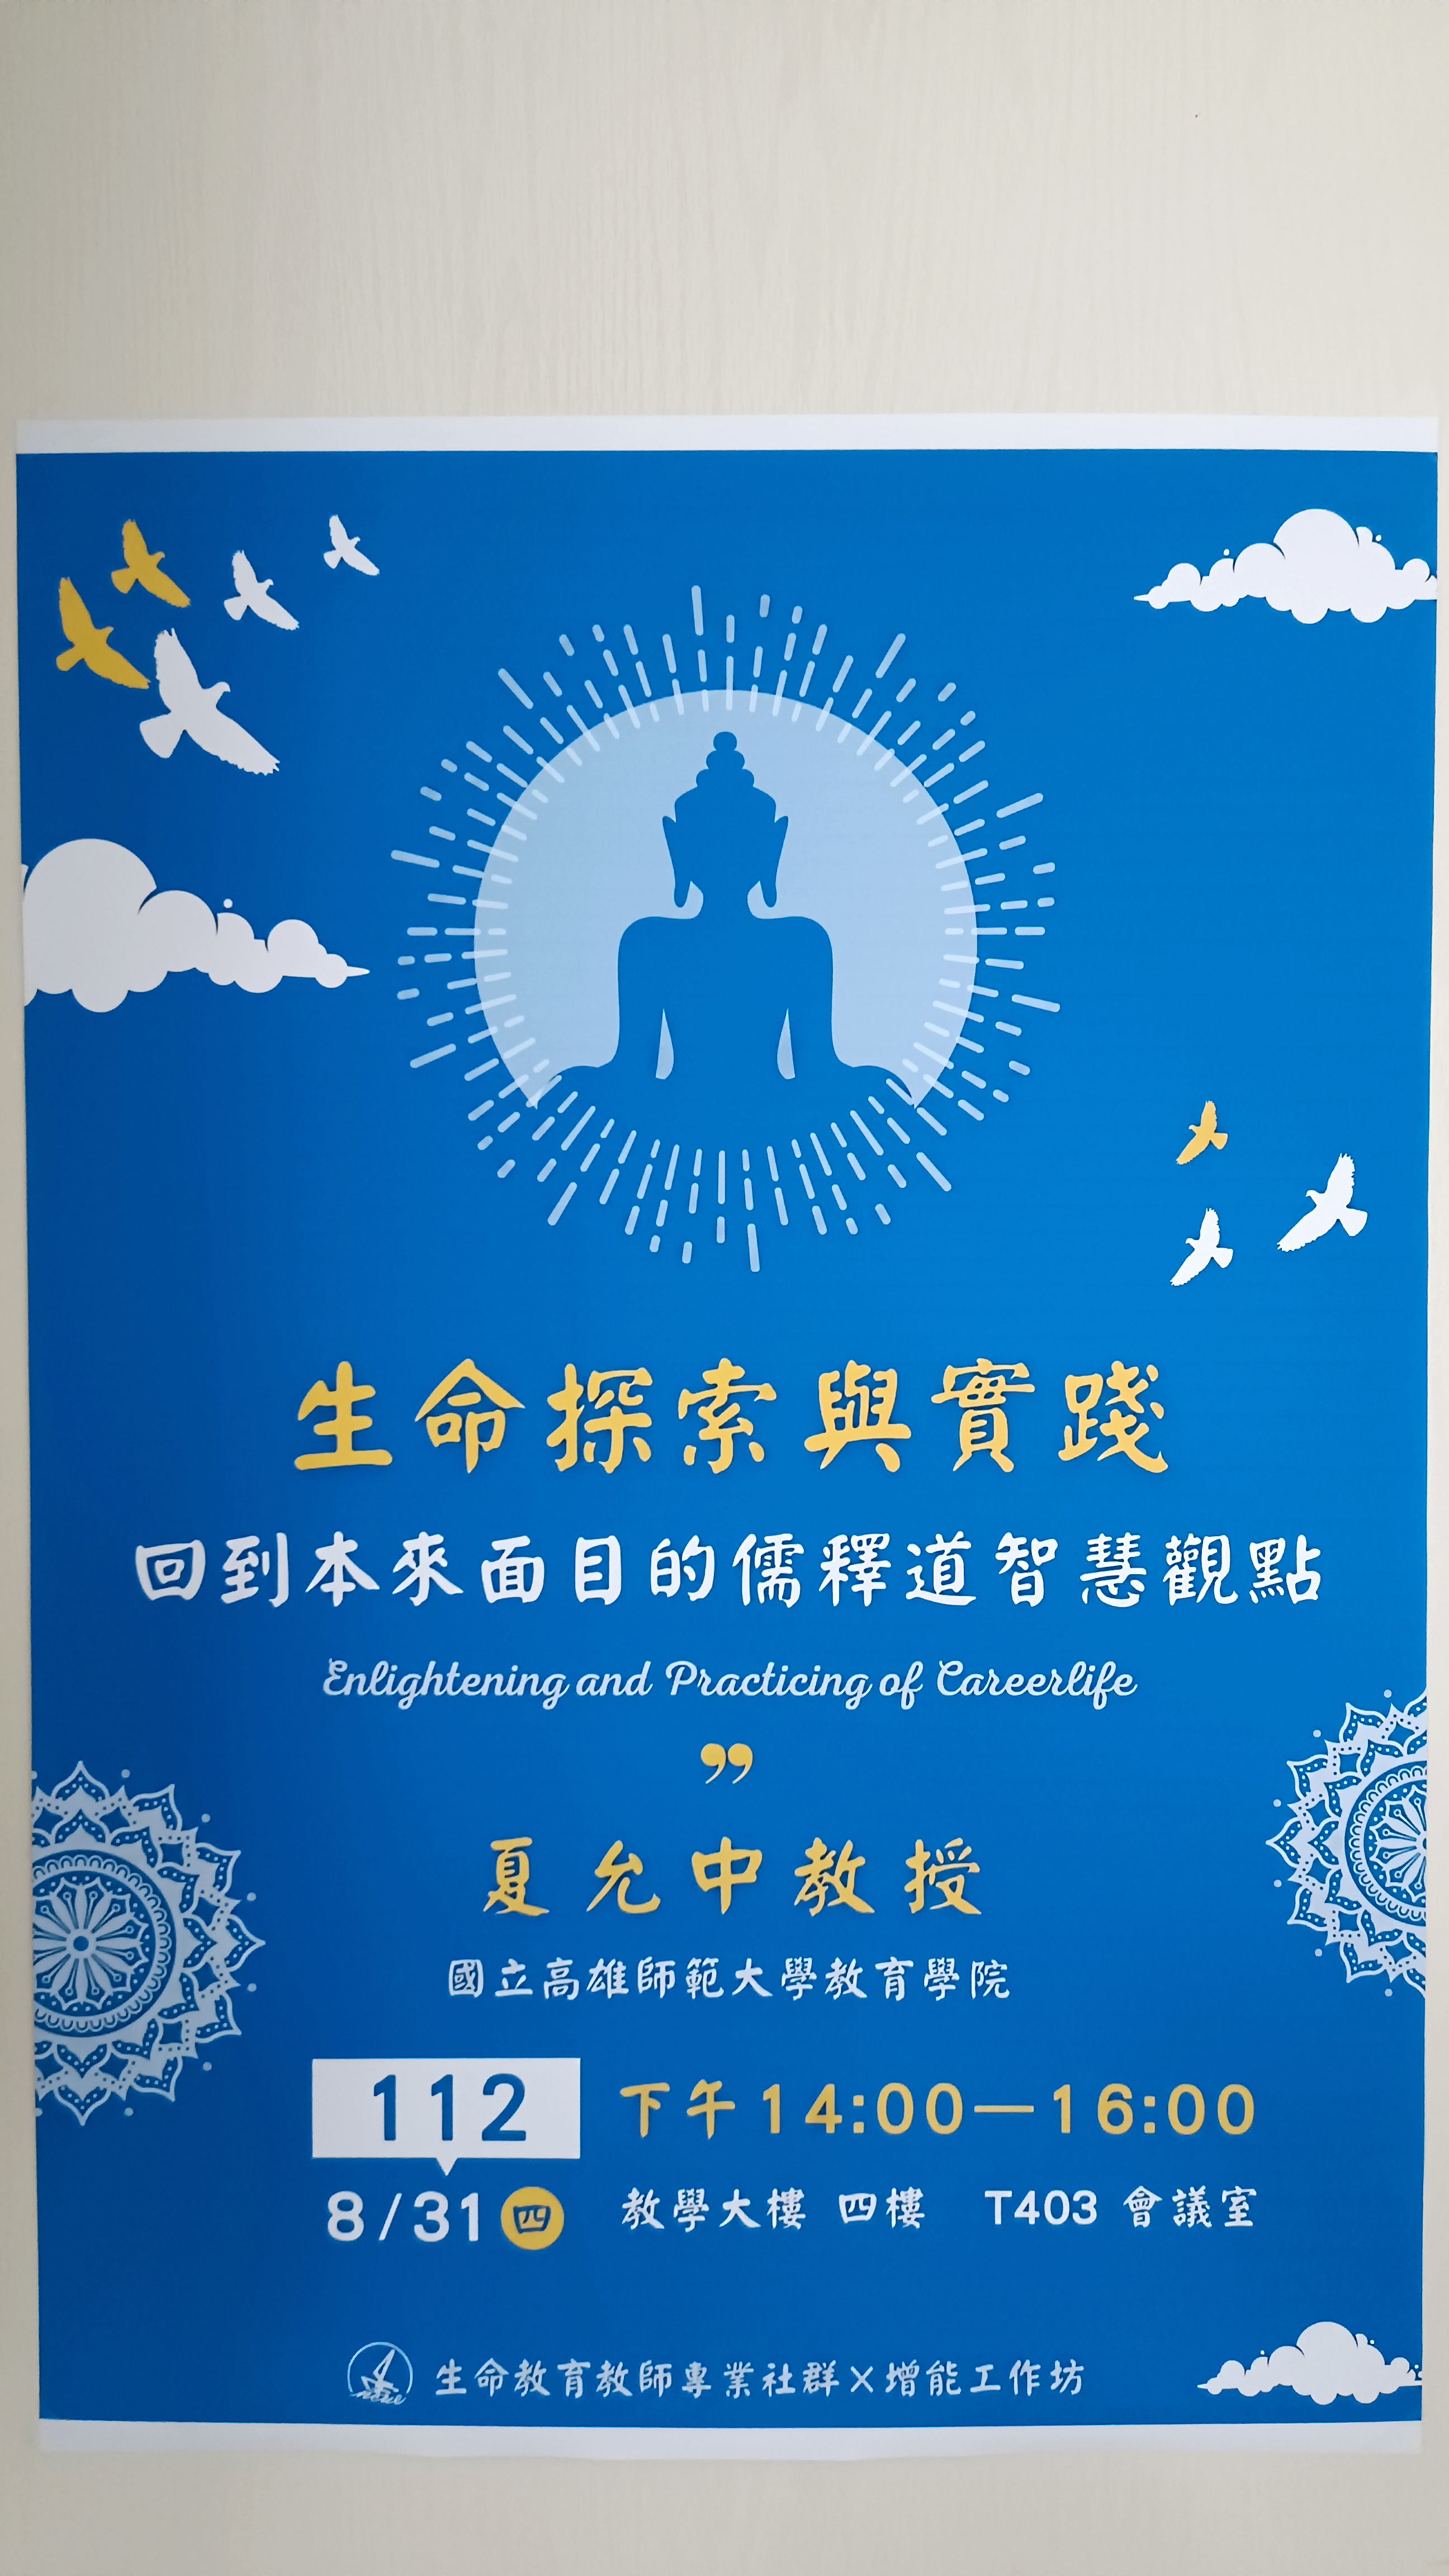 生命探索與實踐
回到本來面目的儒釋道智慧觀點
Enlightening and Practicing of Careerlife
”
夏允中教授
國立高雄師範大學教育學院
112
下午14:00—16:00
8/31 四
教學大樓 四樓 T403 會議室
生命教育教師專業社群X增能工作坊